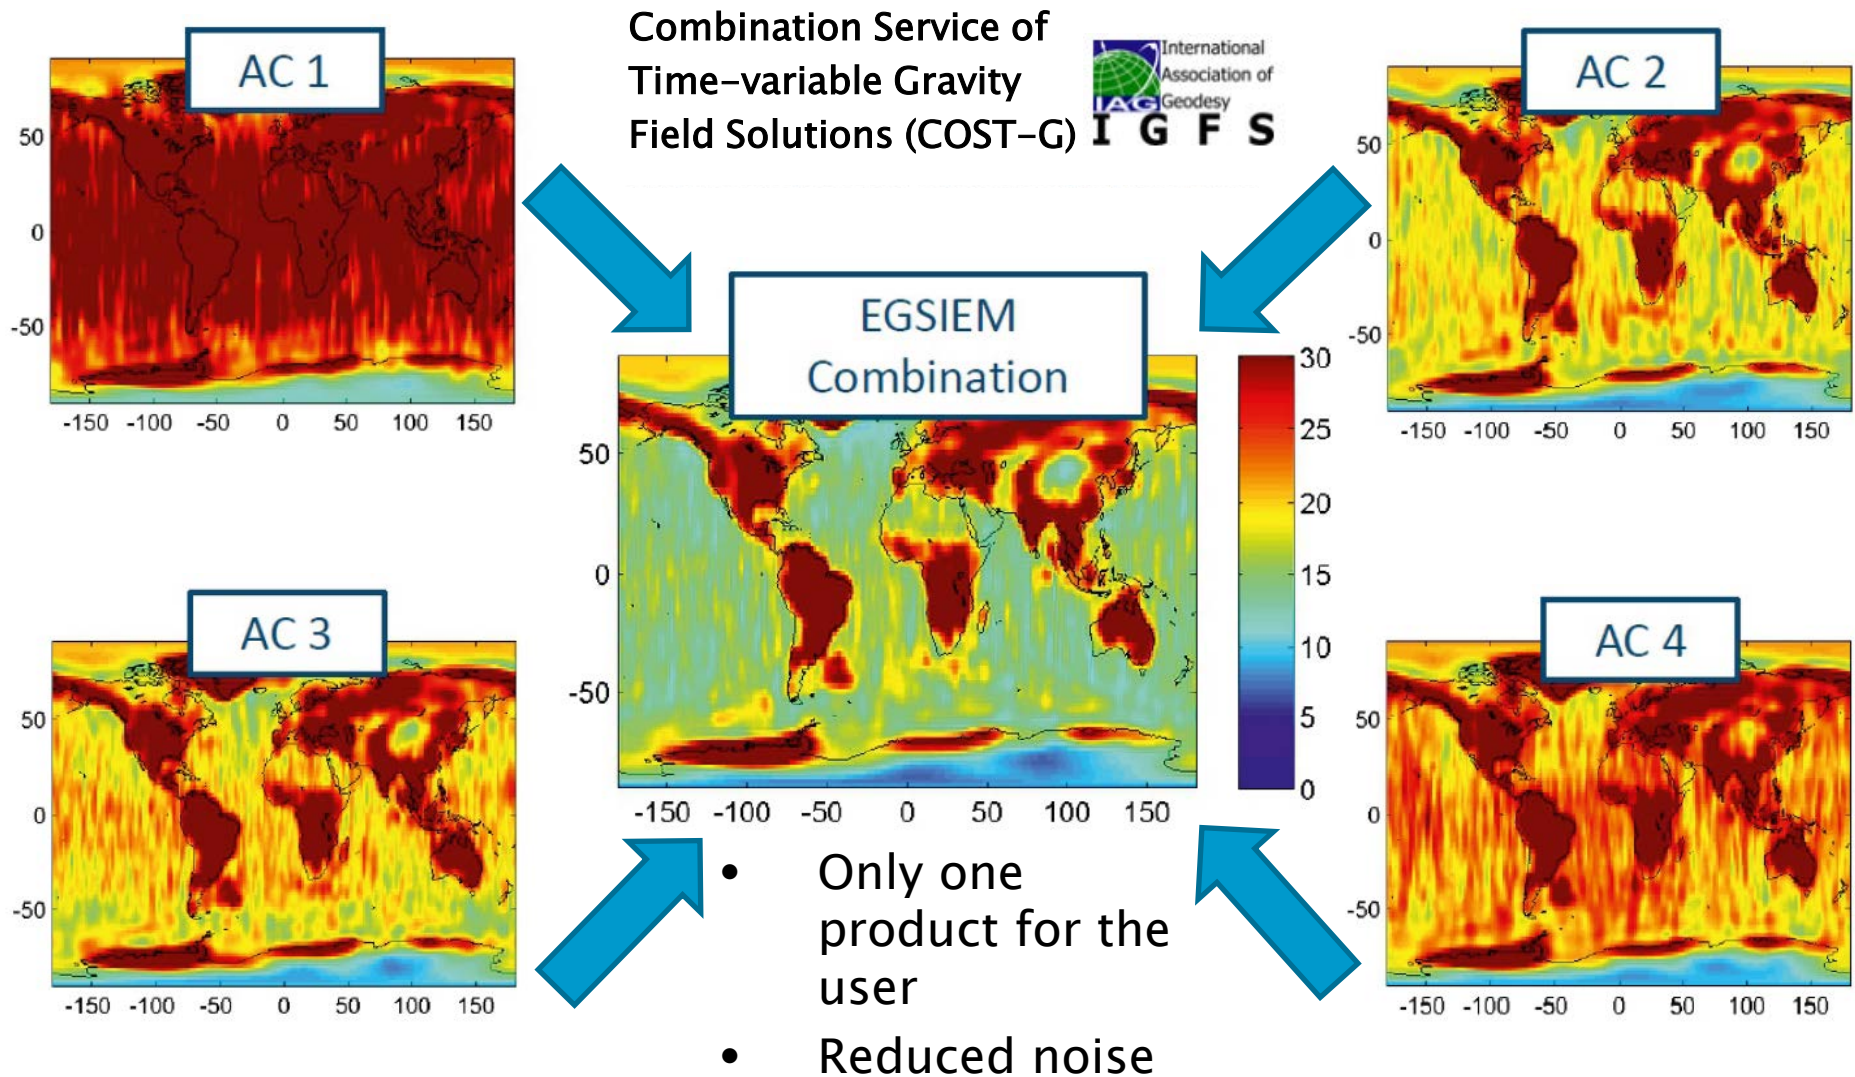 Combination Service of
Time-variable Gravity
Field Solutions (COST-G)
International
Association of
Geodesy
IAG
I G F S
AC 1
50
0
-50
-150 -100 -50 0 50 100 150
AC 2
50
0
-50
-150 -100 -50 0 50 100 150
EGSIEM
Combination
50
0
-50
-150 -100 -50 0 50 100 150
30
25
20
15
10
5
0
AC 3
50
0
-50
-150 -100 -50 0 50 100 150
AC 4
50
0
-50
-150 -100 -50 0 50 100 150
• Only one
product for the
user
• Reduced noise